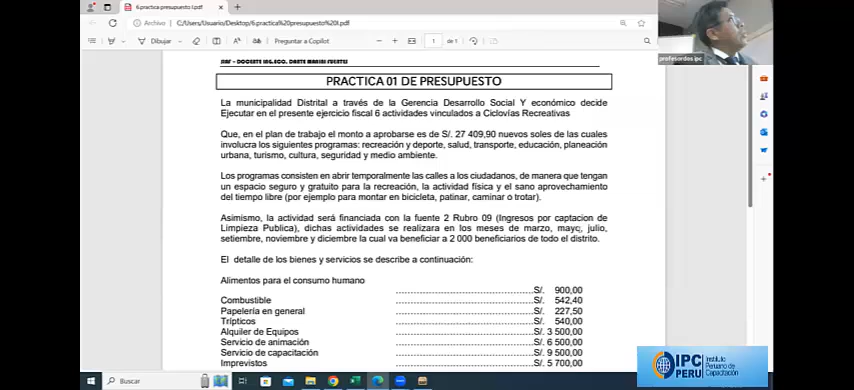 6.practica presupuesto I.pdf
Archivo
C:/Users/Usuario/Desktop/6.practica%20presupuesto%20I.pdf
Dibujar
Preguntar a Copilot
1
de 1
SIAF - DOCENTE ING.ECO. DANTE MARINI FUERTES
PRACTICA 01 DE PRESUPUESTO
La municipalidad Distrital a través de la Gerencia Desarrollo Social Y económico decide
Ejecutar en el presente ejercicio fiscal 6 actividades vinculados a Ciclovías Recreativas
Que, en el plan de trabajo el monto a aprobarse es de S/. 27 409,90 nuevos soles de las cuales
involucra los siguientes programas: recreación y deporte, salud, transporte, educación, planeación
urbana, turismo, cultura, seguridad y medio ambiente.
Los programas consisten en abrir temporalmente las calles a los ciudadanos, de manera que tengan
un espacio seguro y gratuito para la recreación, la actividad física y el sano aprovechamiento
del tiempo libre (por ejemplo para montar en bicicleta, patinar, caminar o trotar).
Asimismo, la actividad será financiada con la fuente 2 Rubro 09 (Ingresos por captacion de
Limpieza Publica), dichas actividades se realizara en los meses de marzo, mayo, julio,
setiembre, noviembre y diciembre la cual va beneficiar a 2 000 beneficiarios de todo el distrito.
El detalle de los bienes y servicios se describe a continuación:
Alimentos para el consumo humano
S/. 900,00
Combustible S/. 542,40
Papelería en general S/. 227,50
Trípticos S/. 540,00
Alquiler de Equipos S/. 3 500,00
Servicio de animación S/. 6 500,00
Servicio de capacitación S/. 9 500,00
Imprevistos S/. 5 700,00
profesordos ipc
IPC PERU
Instituto
Peruano de
Capacitación
Buscar